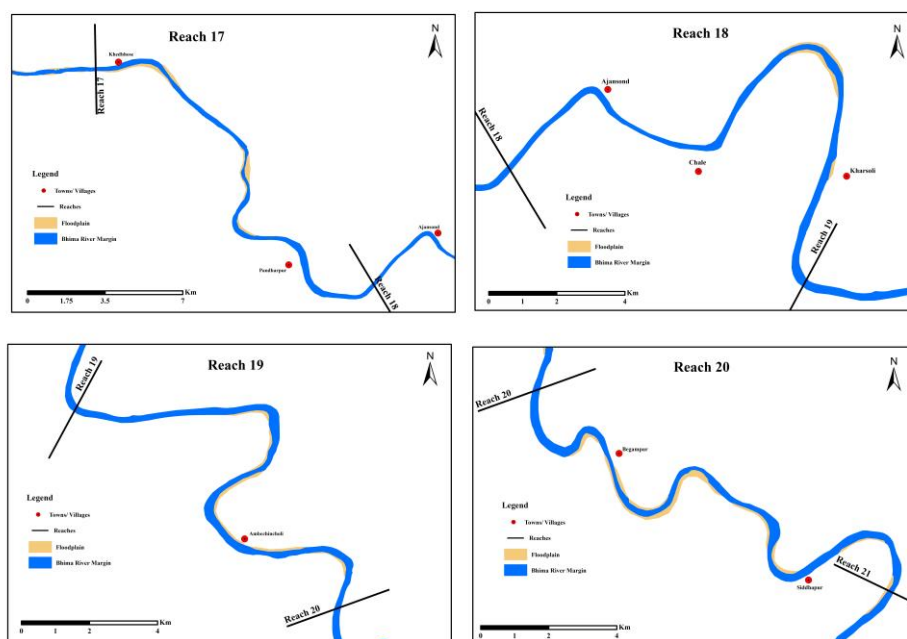 Reach 17
N
Reach 17
Legend
Towns/ Villages
Reaches
Floodplain
Bhima River Margin
Ajansond
Pandharpur
Reach 18
0 1.75 3.5 7 Km
Reach 18
N
Ajansond
Reach 18
Chale
Kharsoli
Legend
Towns/ Villages
Reaches
Floodplain
Bhima River Margin
Reach 19
0 1 2 4 Km
Reach 19
N
Reach 19
Legend
Towns/ Villages
Reaches
Floodplain
Bhima River Margin
Reach 20
0 1 2 4 Km
Reach 20
N
Reach 20
Begampur
Legend
Towns/ Villages
Reaches
Floodplain
Bhima River Margin
Reach 21
Siddhapur
0 1 2 4 Km